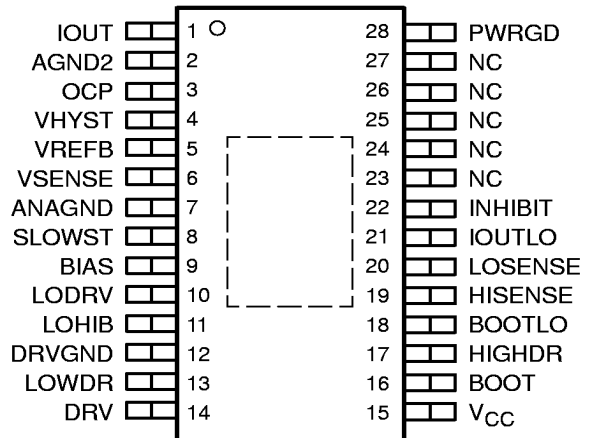 IOUT 1 28 PWRGD
AGND2 2 27 NC
OCP 3 26 NC
VHYST 4 25 NC
VREFB 5 24 NC
VSENSE 6 23 NC
ANAGND 7 22 INHIBIT
SLOWST 8 21 IOUTLO
BIAS 9 20 LOSENSE
LODRV 10 19 HISENSE
LOHIB 11 18 BOOTLO
DRVGND 12 17 HIGHDR
LOWDR 13 16 BOOT
DRV 14 15 VCC